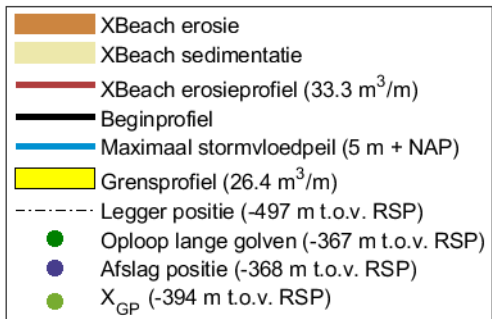 XBeach erosie
XBeach sedimentatie
XBeach erosieprofiel (33.3 m³/m)
Beginprofiel
Maximaal stormvloedpeil (5 m + NAP)
Grensprofiel (26.4 m³/m)
Legger positie (-497 m t.o.v. RSP)
Oploop lange golven (-367 m t.o.v. RSP)
Afslag positie (-368 m t.o.v. RSP)
X_GP (-394 m t.o.v. RSP)